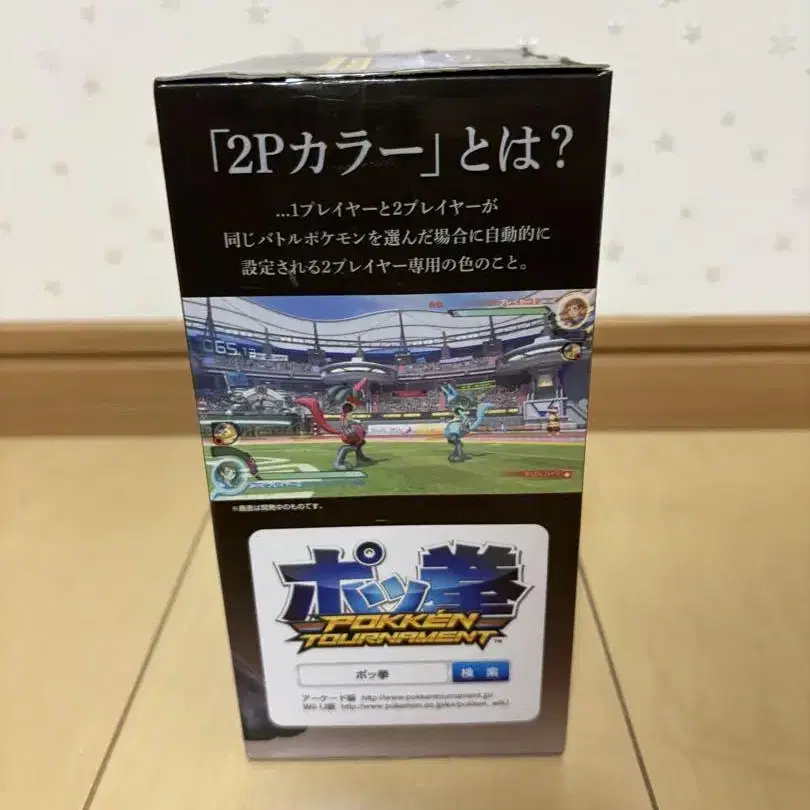 「2Pカラー」とは?
...1プレイヤーと2プレイヤーが
同じバトルポケモンを選んだ場合に自動的に
設定される2プレイヤー専用の色のこと。
065.13
※画面は開発中のものです。
ポッ拳
POKKÉN
TOURNAMENT™
ポッ拳 検索
アーケード版 http://www.pokkentournament.jp/
Wii U版 http://www.pokemon.co.jp/ex/pokken_wiiU